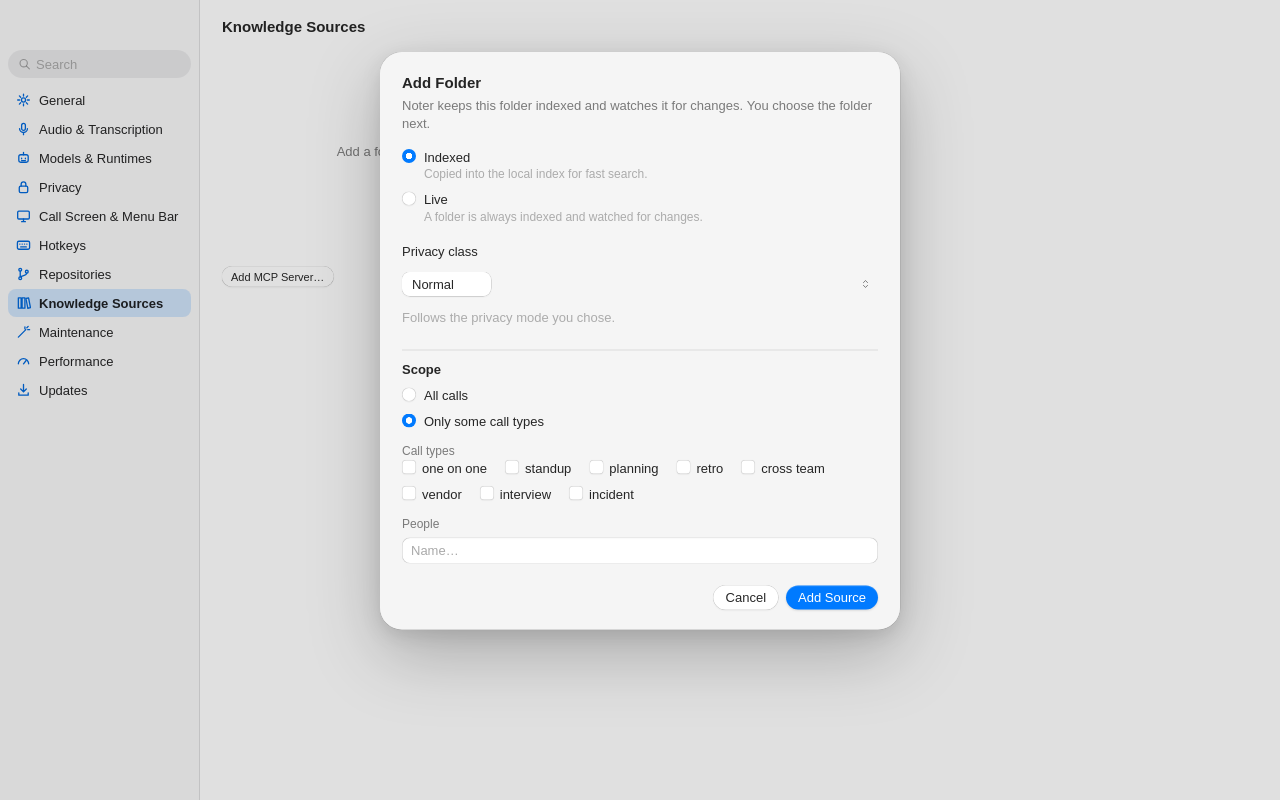 Knowledge Sources
Search
General
Audio & Transcription
Models & Runtimes
Privacy
Call Screen & Menu Bar
Hotkeys
Repositories
Knowledge Sources
Maintenance
Performance
Updates
Add a fo
Add MCP Server…
Add Folder
Noter keeps this folder indexed and watches it for changes. You choose the folder
next.
Indexed
Copied into the local index for fast search.
Live
A folder is always indexed and watched for changes.
Privacy class
Normal
Follows the privacy mode you chose.
Scope
All calls
Only some call types
Call types
one on one standup planning retro cross team
vendor interview incident
People
Name…
Cancel Add Source